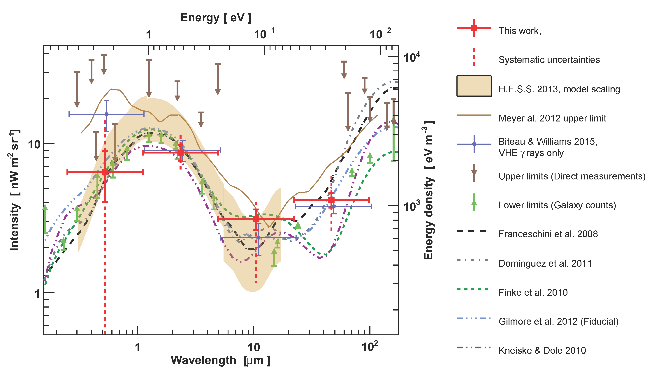 Energy [ eV]
1
10¹
10²
10
1
10⁴
10³
Intensity [nW m⁻² sr⁻¹]
Energy density [ eV m⁻³]
1
10
10²
Wavelength [μm]
This work,
Systematic uncertainties
H.E.S.S. 2013, model scaling
Meyer et al. 2012 upper limit
Biteau & Williams 2015,
VHE γ rays only
Upper limits (Direct measurements)
Lower limits (Galaxy counts)
Franceschini et al. 2008
Dominguez et al. 2011
Finke et al. 2010
Gilmore et al. 2012 (Fiducial)
Kneiske & Dole 2010